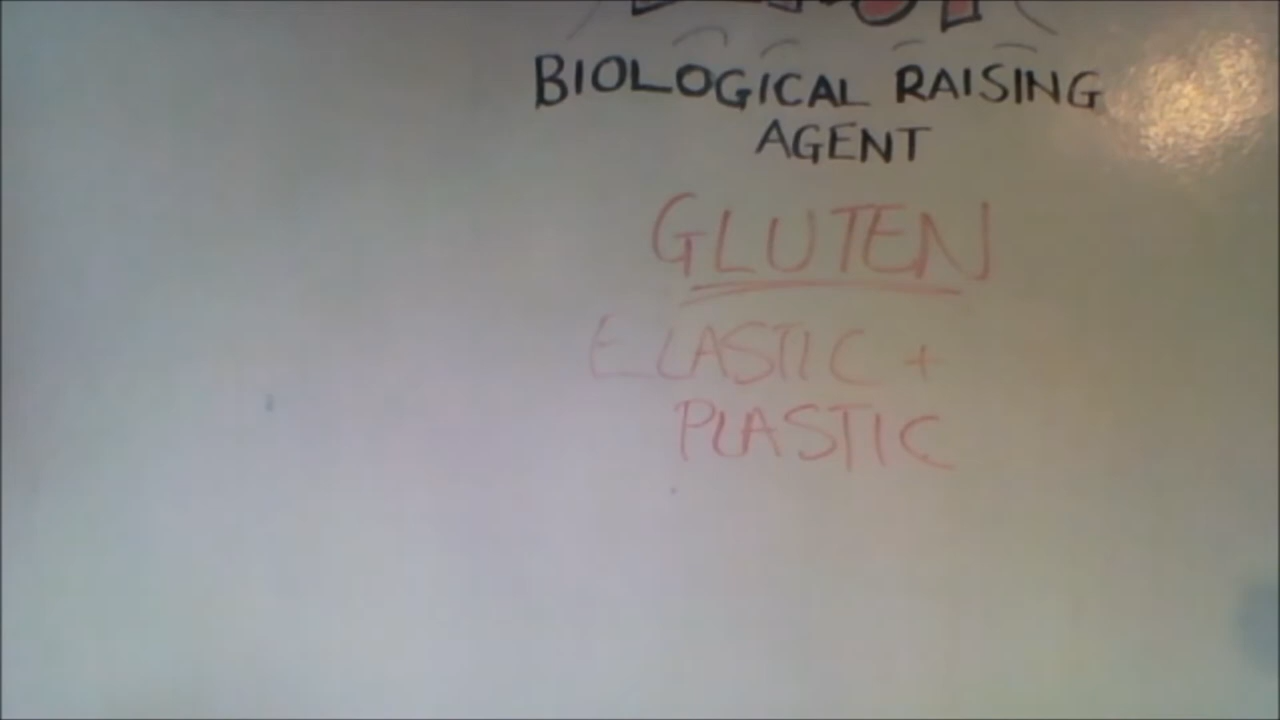 BIOLOGICAL RAISING
AGENT
GLUTEN
ELASTIC +
PLASTIC